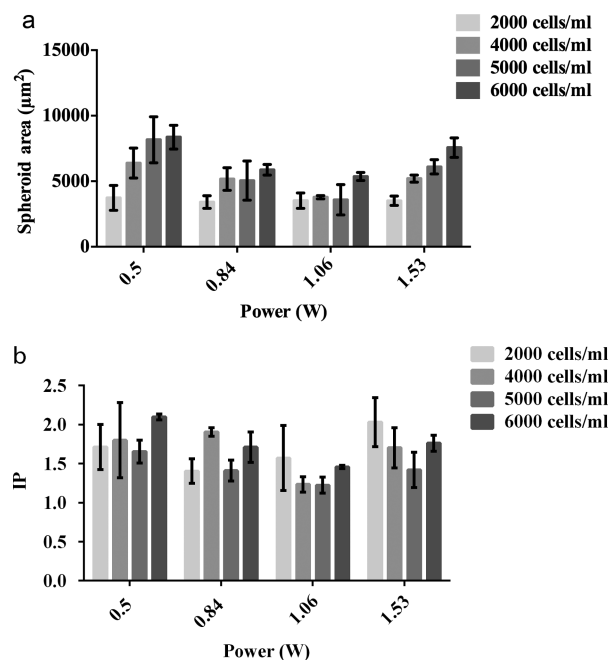 a
2000 cells/ml
4000 cells/ml
5000 cells/ml
6000 cells/ml
Spheroid area (µm²)
15000
10000
5000
0
0.5
0.84
1.06
1.53
Power (W)
b
2000 cells/ml
4000 cells/ml
5000 cells/ml
6000 cells/ml
IP
2.5
2.0
1.5
1.0
0.5
0.0
0.5
0.84
1.06
1.53
Power (W)